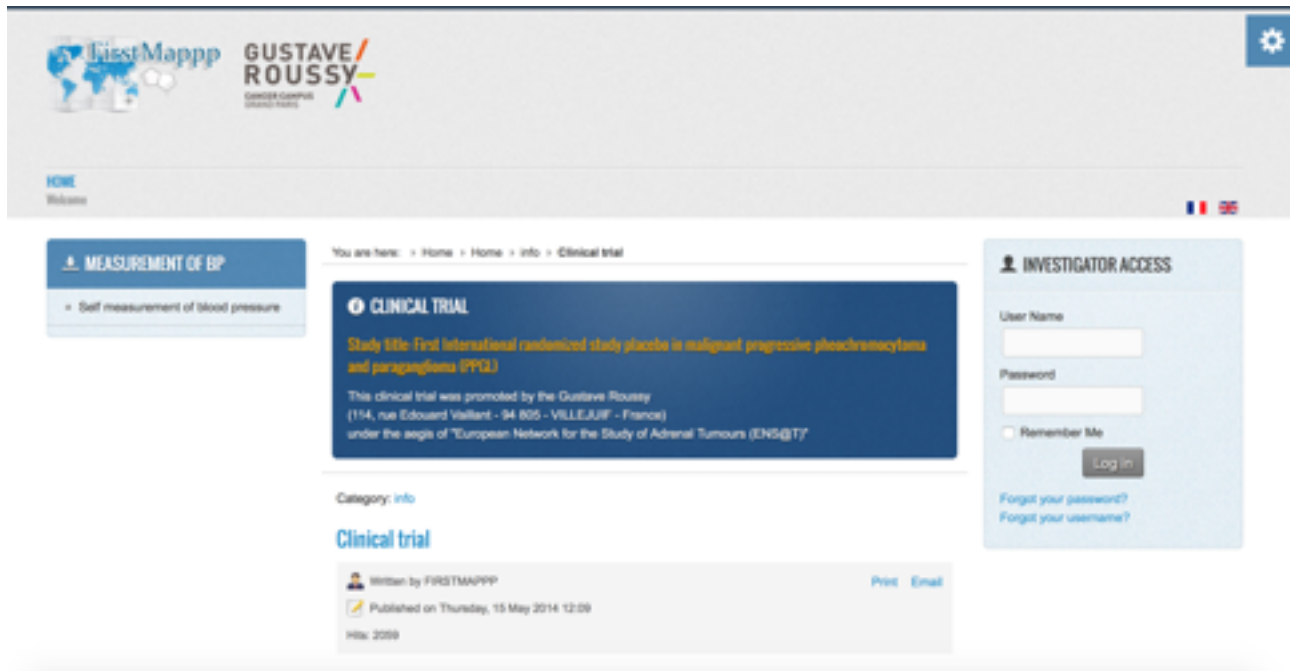 FirstMappp
GUSTAVE/
ROUSSY
CANCER CAMPUS
GRAND PARIS
HOME
Welcome
MEASUREMENT OF BP
Self measurement of blood pressure
You are here: > Home > Home > info > Clinical trial
CLINICAL TRIAL
Study title: First International randomized study placebo in malignant progressive pheochromocytoma
and paraganglioma (PPGL)
This clinical trial was promoted by the Gustave Roussy
(114, rue Edouard Vaillant - 94 805 - VILLEJUIF - France)
under the aegis of "European Network for the Study of Adrenal Tumours (ENS@T)"
Category: info
Clinical trial
Written by FIRSTMAPPP
Print Email
Published on Thursday, 15 May 2014 12:09
Hits: 2059
INVESTIGATOR ACCESS
User Name
Password
Remember Me
Log in
Forgot your password?
Forgot your username?